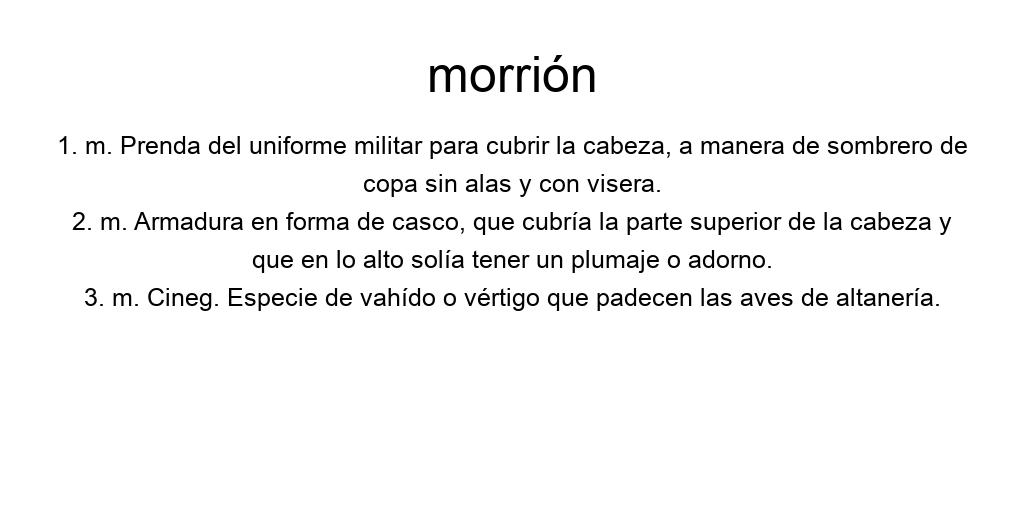 morrión
1. m. Prenda del uniforme militar para cubrir la cabeza, a manera de sombrero de
copa sin alas y con visera.
2. m. Armadura en forma de casco, que cubría la parte superior de la cabeza y
que en lo alto solía tener un plumaje o adorno.
3. m. Cineg. Especie de vahído o vértigo que padecen las aves de altanería.